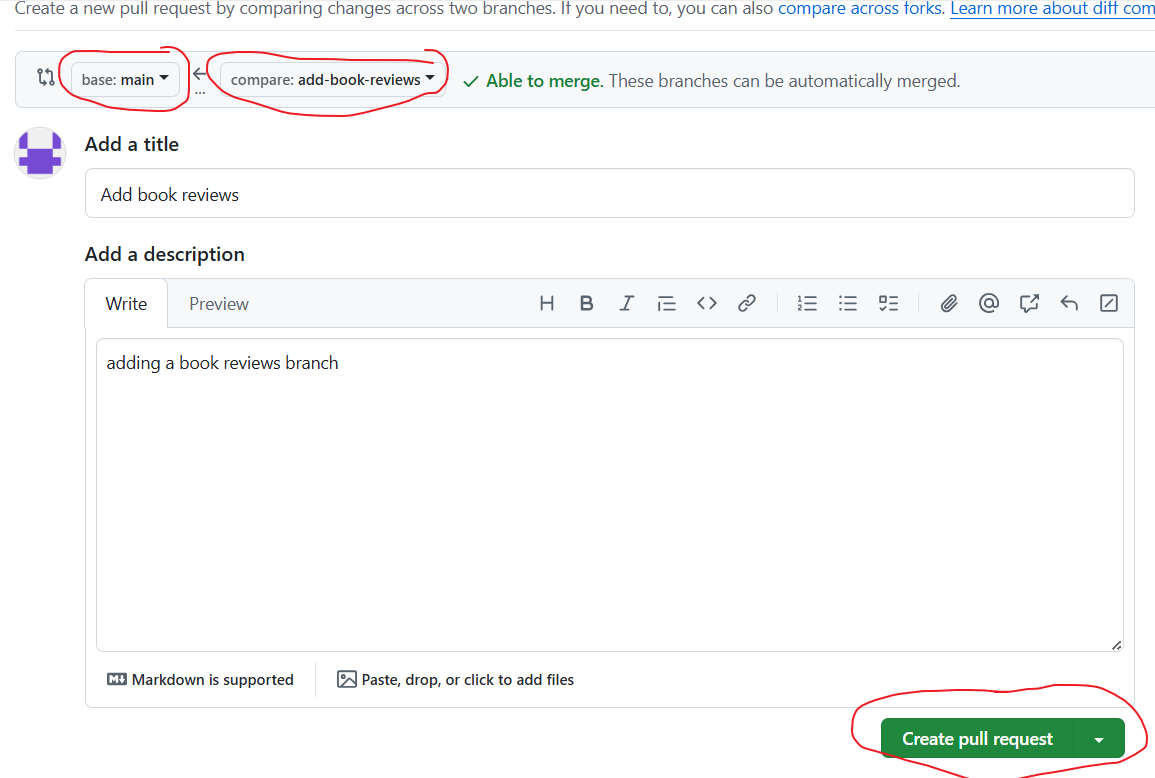 Create a new pull request by comparing changes across two branches. If you need to, you can also compare across forks. Learn more about diff com
base: main ← compare: add-book-reviews ✓ Able to merge. These branches can be automatically merged.
...
Add a title
Add book reviews
Add a description
Write Preview H B I
adding a book reviews branch
Markdown is supported Paste, drop, or click to add files
Create pull request